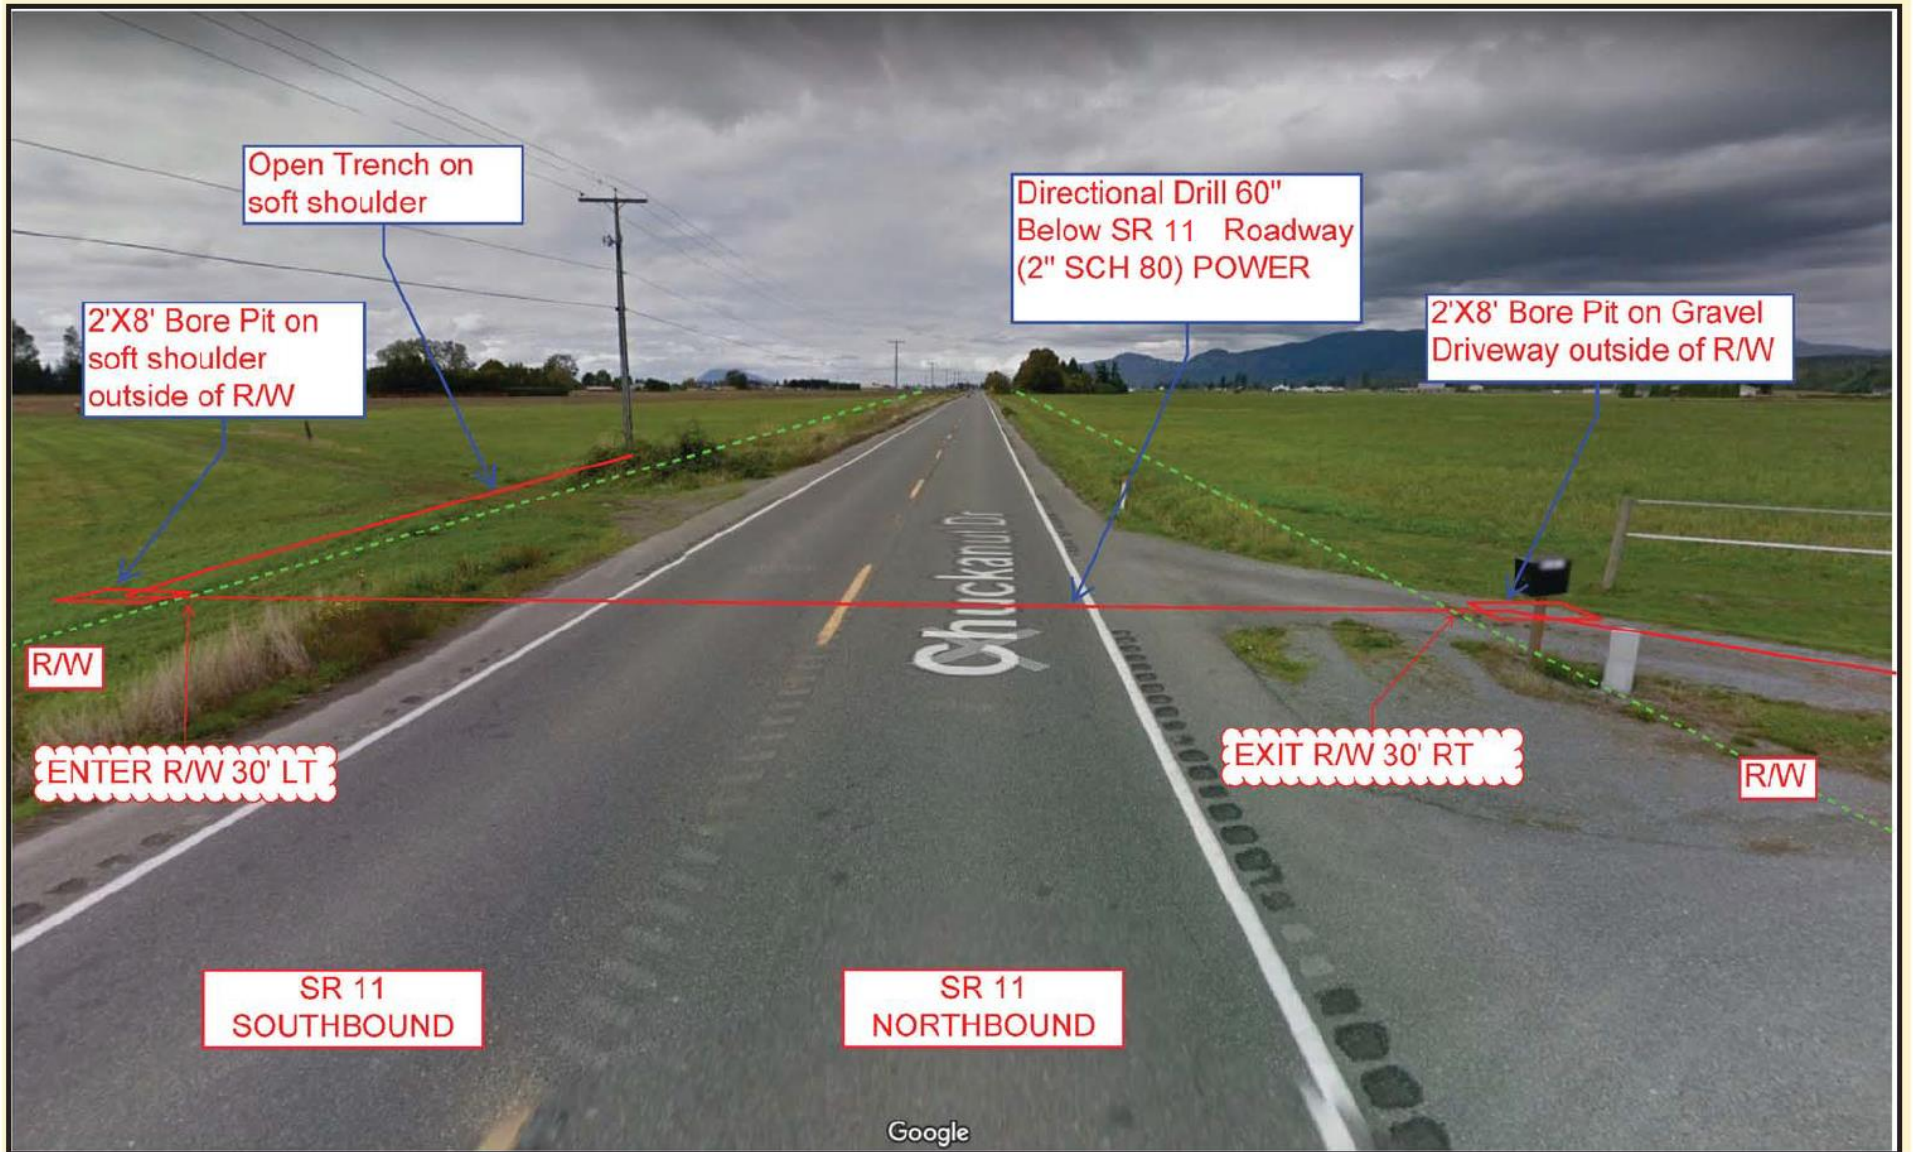 Open Trench on
soft shoulder
Directional Drill 60"
Below SR 11 Roadway
(2" SCH 80) POWER
2'X8' Bore Pit on
soft shoulder
outside of R/W
2'X8' Bore Pit on Gravel
Driveway outside of R/W
Chuckanut Dr
R/W
ENTER R/W 30' LT
EXIT R/W 30' RT
R/W
SR 11
SOUTHBOUND
SR 11
NORTHBOUND
Google